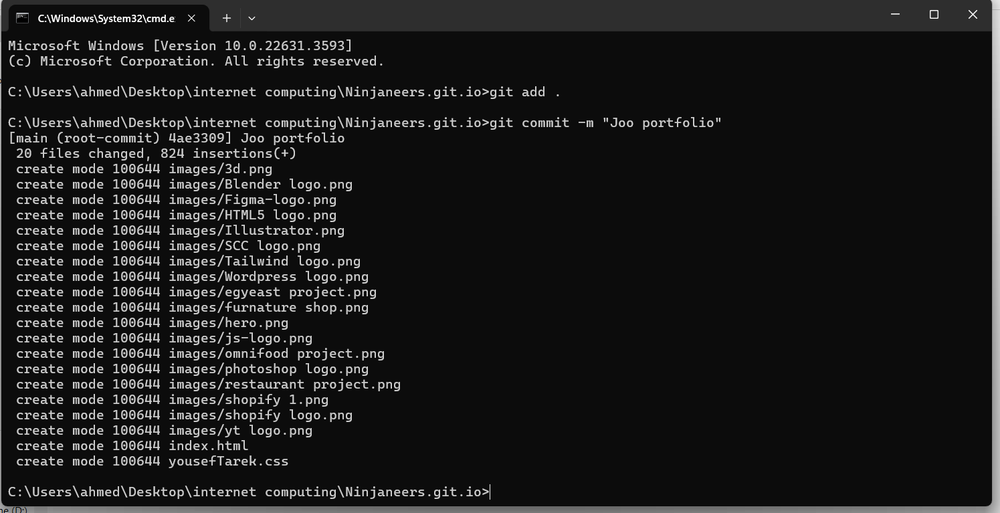 C:\Windows\System32\cmd.e
Microsoft Windows [Version 10.0.22631.3593]
(c) Microsoft Corporation. All rights reserved.
C:\Users\ahmed\Desktop\internet computing\Ninjaneers.git.io>git add .
C:\Users\ahmed\Desktop\internet computing\Ninjaneers.git.io>git commit -m "Joo portfolio"
[main (root-commit) 4ae3309] Joo portfolio
 20 files changed, 824 insertions(+)
 create mode 100644 images/3d.png
 create mode 100644 images/Blender logo.png
 create mode 100644 images/Figma-logo.png
 create mode 100644 images/HTML5 logo.png
 create mode 100644 images/Illustrator.png
 create mode 100644 images/SCC logo.png
 create mode 100644 images/Tailwind logo.png
 create mode 100644 images/Wordpress logo.png
 create mode 100644 images/egyeast project.png
 create mode 100644 images/furnature shop.png
 create mode 100644 images/hero.png
 create mode 100644 images/js-logo.png
 create mode 100644 images/omnifood project.png
 create mode 100644 images/photoshop logo.png
 create mode 100644 images/restaurant project.png
 create mode 100644 images/shopify 1.png
 create mode 100644 images/shopify logo.png
 create mode 100644 images/yt logo.png
 create mode 100644 index.html
 create mode 100644 yousefTarek.css
C:\Users\ahmed\Desktop\internet computing\Ninjaneers.git.io>
(D:)